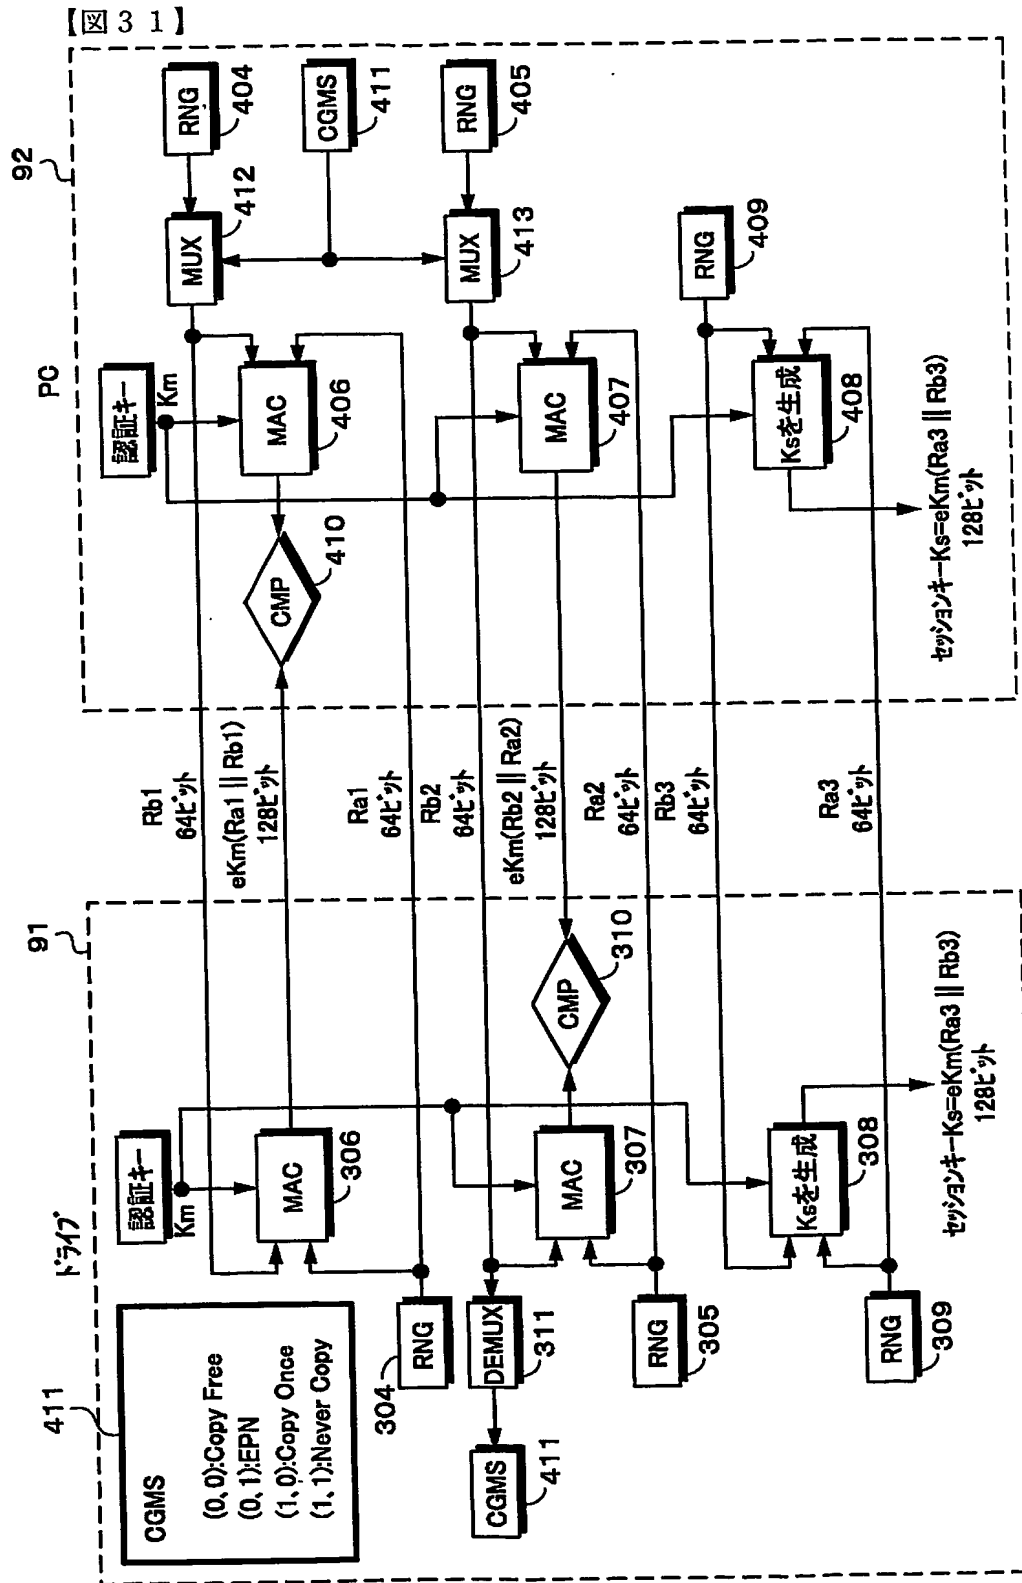 【図31】
91
ドライブ
411
CGMS
(0, 0):Copy Free
(0, 1):EPN
(1, 0):Copy Once
(1, 1):Never Copy
認証キー
Km
MAC
306
304
RNG
DEMUX
311
CGMS
411
MAC
307
CMP
310
RNG
305
Ksを生成
308
RNG
309
セッションキーKs=eKm(Ra3 || Rb3)
128ビット
Rb1
64ビット
eKm(Ra1 || Rb1)
128ビット
Ra1
64ビット
Rb2
64ビット
eKm(Rb2 || Ra2)
128ビット
Ra2
64ビット
Rb3
64ビット
Ra3
64ビット
92
PC
認証キー
Km
MUX
412
RNG
404
CGMS
411
MAC
406
CMP
410
MUX
413
RNG
405
MAC
407
RNG
409
Ksを生成
408
セッションキーKs=eKm(Ra3 || Rb3)
128ビット